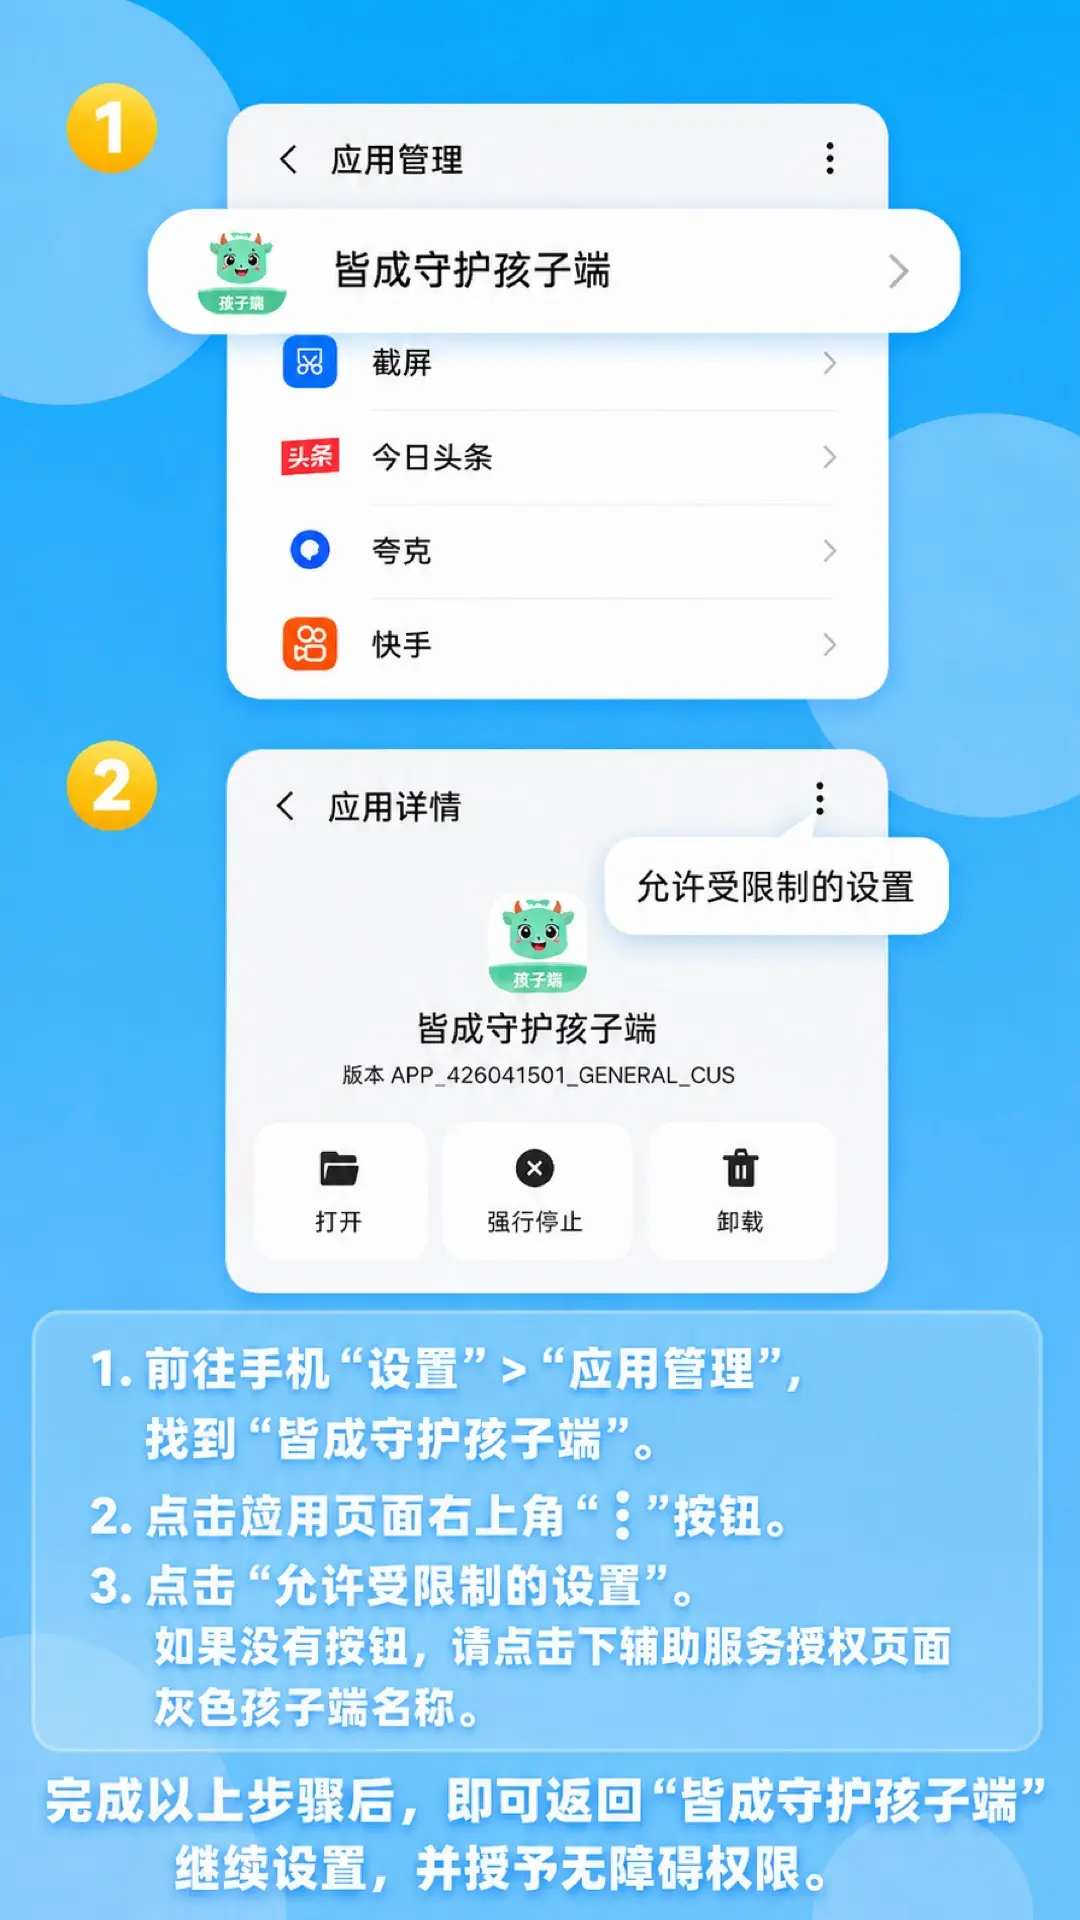 1
应用管理
孩子端
皆成守护孩子端
截屏
头条
今日头条
夸克
快手
2
应用详情
允许受限制的设置
孩子端
皆成守护孩子端
版本 APP_426041501_GENERAL_CUS
打开
强行停止
卸载
1. 前往手机“设置”>“应用管理”，
找到“皆成守护孩子端”。
2. 点击应用页面右上角“⋮”按钮。
3. 点击“允许受限制的设置”。
如果没有按钮，请点击下辅助服务授权页面
灰色孩子端名称。
完成以上步骤后，即可返回“皆成守护孩子端”
继续设置，并授予无障碍权限。